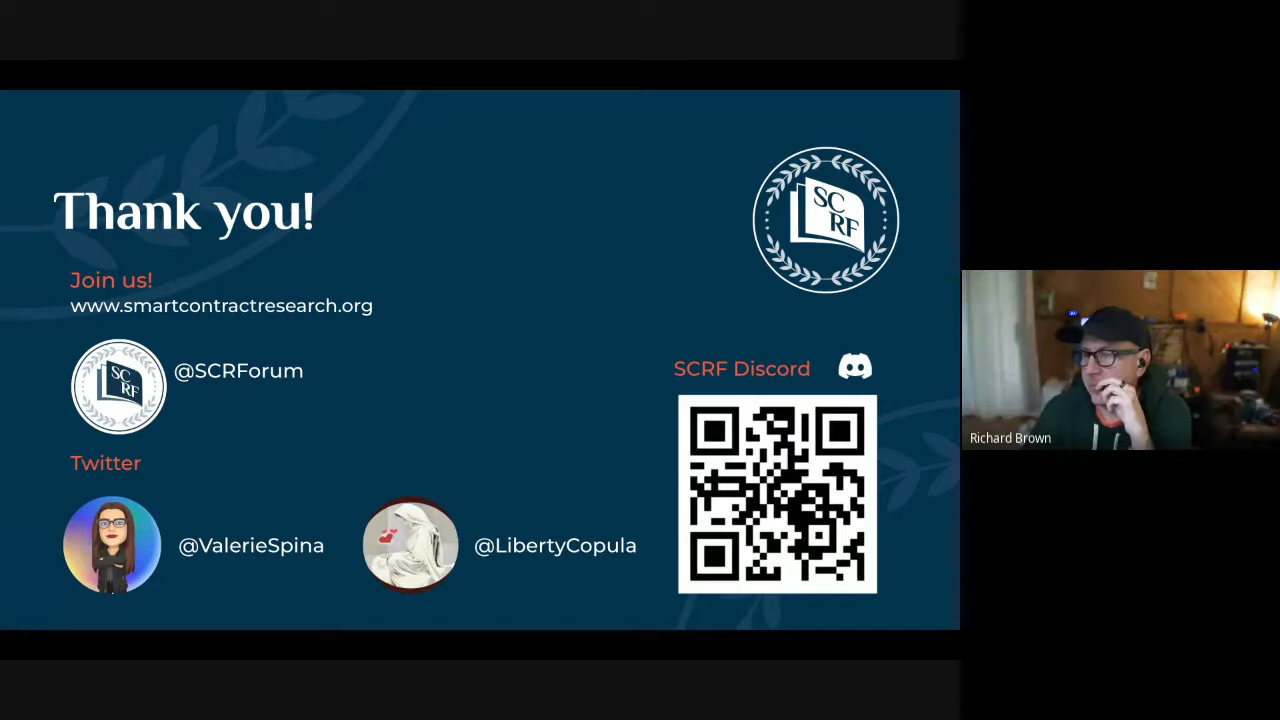 Thank you!
SC
RF
Join us!
www.smartcontractresearch.org
SC
RF
@SCRForum
SCRF Discord
Twitter
@ValerieSpina
@LibertyCopula
Richard Brown